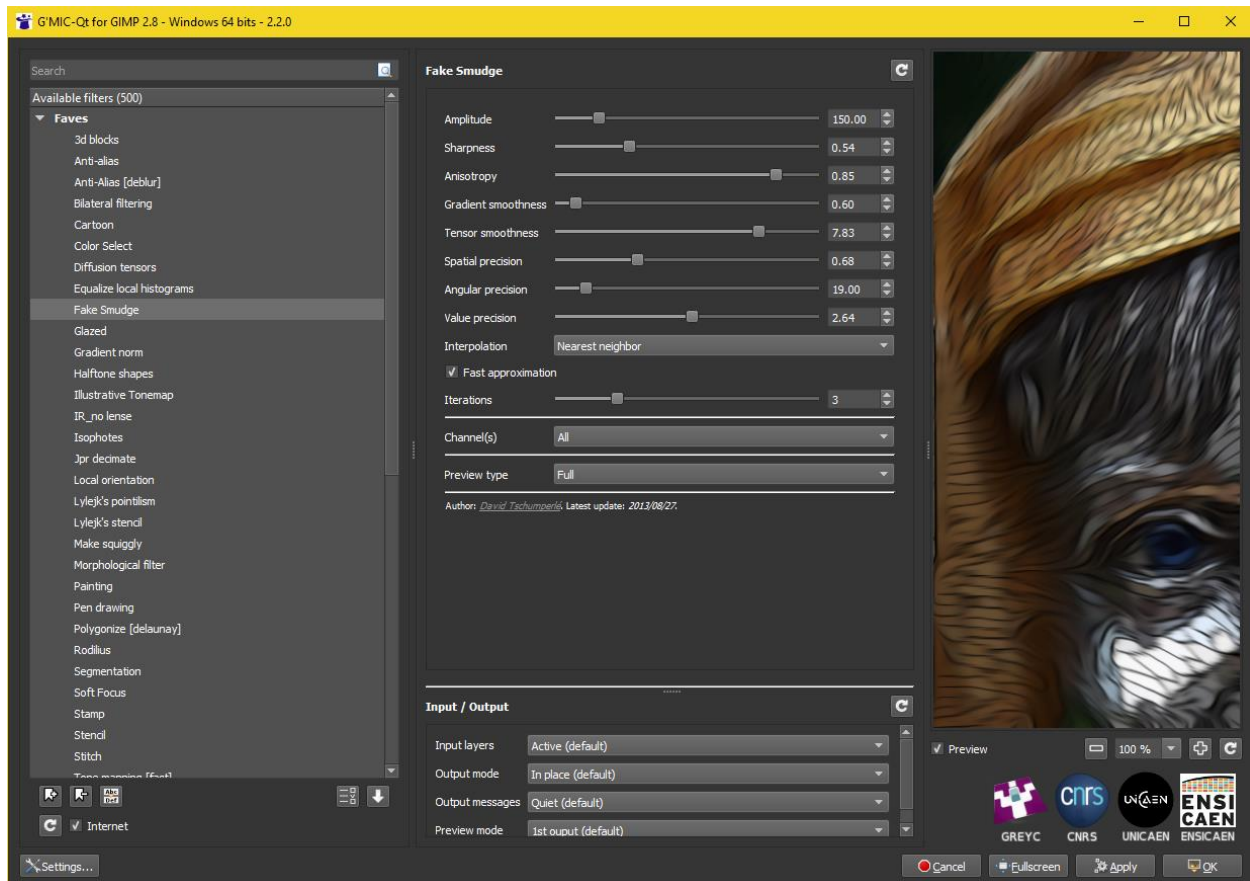 G'MIC-Qt for GIMP 2.8 - Windows 64 bits - 2.2.0
Search
Available filters (500)
Faves
3d blocks
Anti-alias
Anti-Alias [deblur]
Bilateral filtering
Cartoon
Color Select
Diffusion tensors
Equalize local histograms
Fake Smudge
Glazed
Gradient norm
Halftone shapes
Illustrative Tonemap
IR_no lense
Isophotes
Jpr decimate
Local orientation
Lylejk's pointilism
Lylejk's stencil
Make squiggly
Morphological filter
Painting
Pen drawing
Polygonize [delaunay]
Rodilius
Segmentation
Soft Focus
Stamp
Stencil
Stitch
Tone mapping [fast]
Abc
Def
Internet
Settings...
Fake Smudge
Amplitude 150.00
Sharpness 0.54
Anisotropy 0.85
Gradient smoothness 0.60
Tensor smoothness 7.83
Spatial precision 0.68
Angular precision 19.00
Value precision 2.64
Interpolation Nearest neighbor
Fast approximation
Iterations 3
Channel(s) All
Preview type Full
Author: David Tschumperlé. Latest update: 2013/08/27.
Input / Output
Input layers Active (default)
Output mode In place (default)
Output messages Quiet (default)
Preview mode 1st ouput (default)
Preview 100 %
cnrs UNICAEN ENSI
CAEN
GREYC CNRS UNICAEN ENSICAEN
Cancel Fullscreen Apply OK